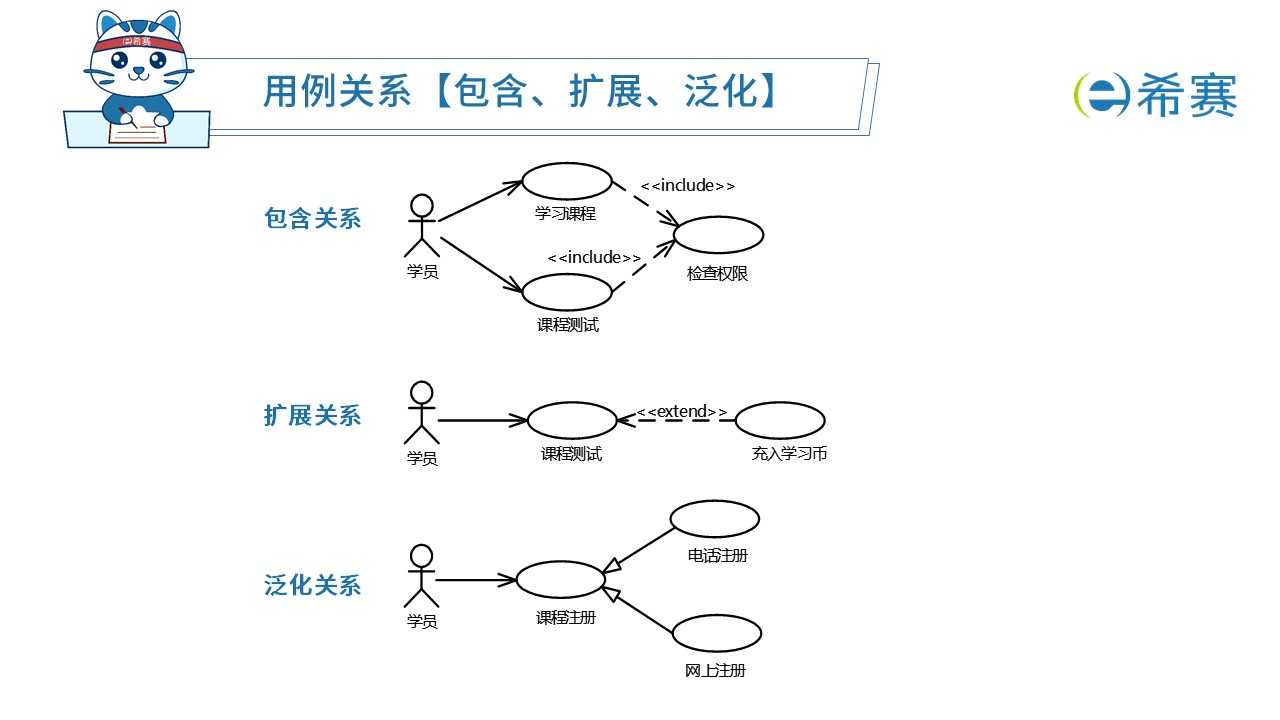 希赛
用例关系【包含、扩展、泛化】
希赛
<<include>>
学习课程
包含关系
<<include>>
学员
检查权限
课程测试
扩展关系
<<extend>>
学员
课程测试
充入学习币
电话注册
泛化关系
学员
课程注册
网上注册